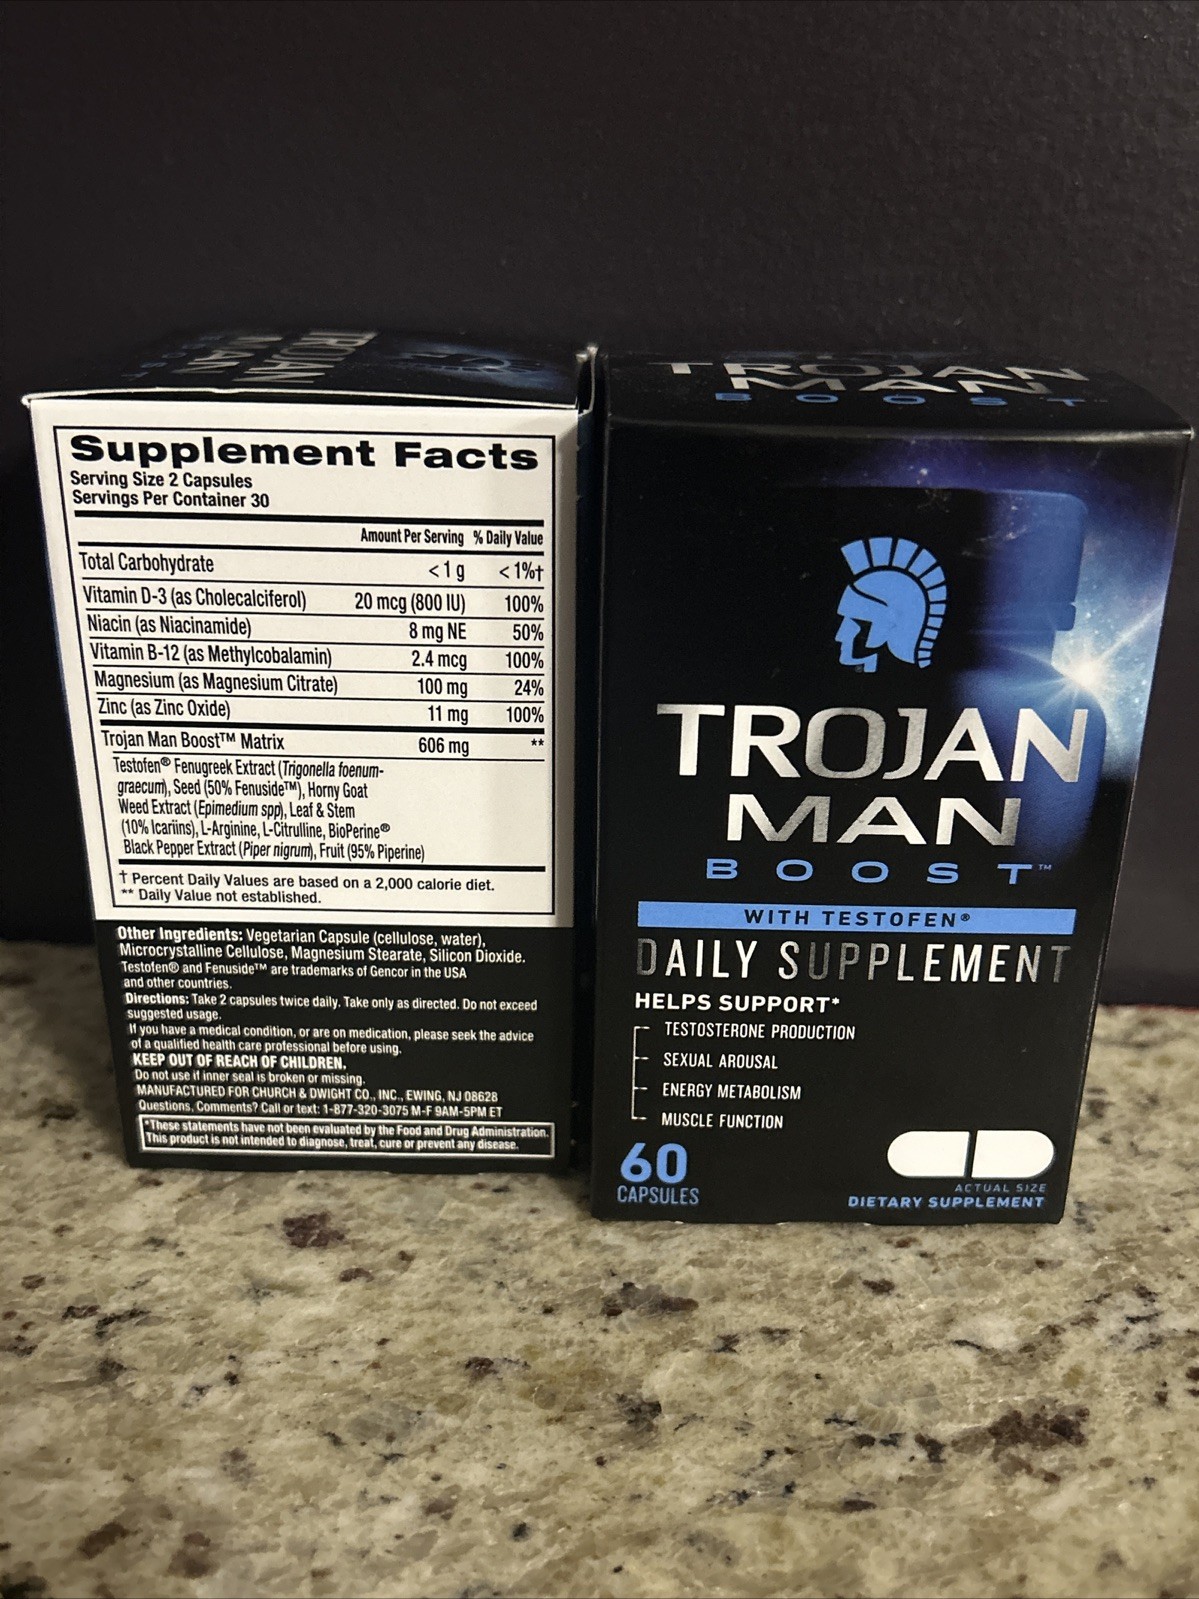 TROJAN
MAN
Supplement Facts
Serving Size 2 Capsules
Servings Per Container 30
Amount Per Serving % Daily Value
Total Carbohydrate <1 g <1%†
Vitamin D-3 (as Cholecalciferol) 20 mcg (800 IU) 100%
Niacin (as Niacinamide) 8 mg NE 50%
Vitamin B-12 (as Methylcobalamin) 2.4 mcg 100%
Magnesium (as Magnesium Citrate) 100 mg 24%
Zinc (as Zinc Oxide) 11 mg 100%
Trojan Man Boost™ Matrix 606 mg **
Testofen® Fenugreek Extract (Trigonella foenum-
graecum), Seed (50% Fenuside™), Horny Goat
Weed Extract (Epimedium spp), Leaf & Stem
(10% Icariins), L-Arginine, L-Citrulline, BioPerine®
Black Pepper Extract (Piper nigrum), Fruit (95% Piperine)
† Percent Daily Values are based on a 2,000 calorie diet.
** Daily Value not established.
Other Ingredients: Vegetarian Capsule (cellulose, water),
Microcrystalline Cellulose, Magnesium Stearate, Silicon Dioxide.
Testofen® and Fenuside™ are trademarks of Gencor in the USA
and other countries.
Directions: Take 2 capsules twice daily. Take only as directed. Do not exceed
suggested usage.
If you have a medical condition, or are on medication, please seek the advice
of a qualified health care professional before using.
KEEP OUT OF REACH OF CHILDREN.
Do not use if inner seal is broken or missing.
MANUFACTURED FOR CHURCH & DWIGHT CO., INC., EWING, NJ 08628
Questions, Comments? Call or text: 1-877-320-3075 M-F 9AM-5PM ET
*These statements have not been evaluated by the Food and Drug Administration.
This product is not intended to diagnose, treat, cure or prevent any disease.
TROJAN
MAN
BOOST™
TROJAN
MAN
BOOST™
WITH TESTOFEN®
DAILY SUPPLEMENT
HELPS SUPPORT*
TESTOSTERONE PRODUCTION
SEXUAL AROUSAL
ENERGY METABOLISM
MUSCLE FUNCTION
60
CAPSULES
ACTUAL SIZE
DIETARY SUPPLEMENT